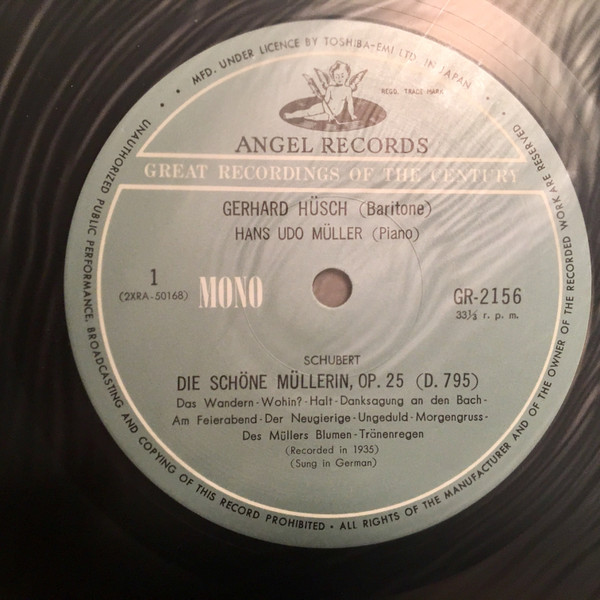 MFD. UNDER LICENCE BY TOSHIBA-EMI LTD. IN JAPAN
REGD. TRADE MARK
ANGEL RECORDS
GREAT RECORDINGS OF THE CENTURY
GERHARD HÜSCH (Baritone)
HANS UDO MÜLLER (Piano)
1
(2XRA-50168)
MONO
GR-2156
33⅓ r. p. m.
SCHUBERT
DIE SCHÖNE MÜLLERIN, OP. 25 (D. 795)
Das Wandern-Wohin?-Halt-Danksagung an den Bach-
Am Feierabend-Der Neugierige-Ungeduld-Morgengruss-
Des Müllers Blumen-Tränenregen
(Recorded in 1935)
(Sung in German)
UNAUTHORIZED PUBLIC PERFORMANCE, BROADCASTING AND COPYING OF THIS RECORD PROHIBITED • ALL RIGHTS OF THE MANUFACTURER AND OF THE OWNER OF THE RECORDED WORK ARE RESERVED